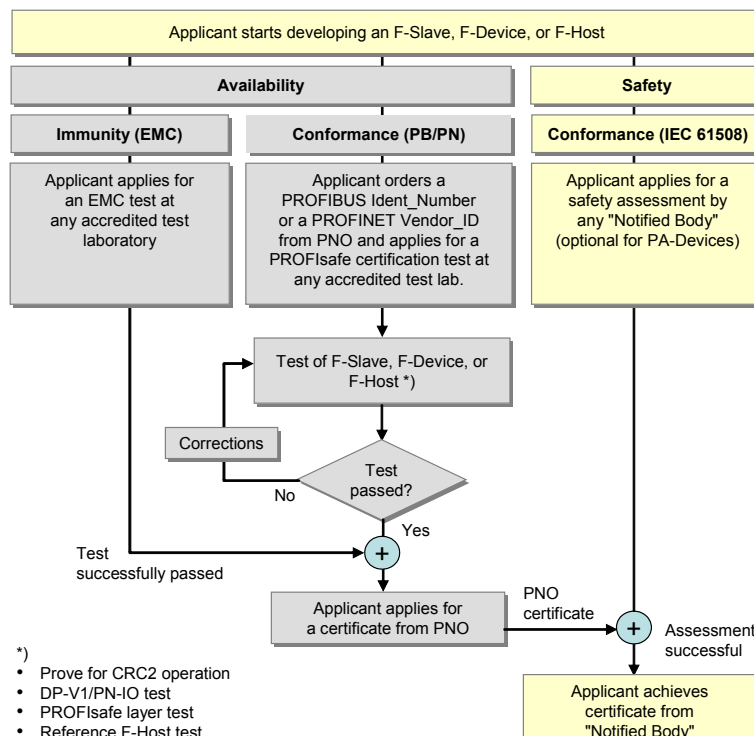 Applicant starts developing an F-Slave, F-Device, or F-Host
Availability
Safety
Immunity (EMC)
Conformance (PB/PN)
Conformance (IEC 61508)
Applicant applies for
an EMC test at
any accredited test
laboratory
Applicant orders a
PROFIBUS Ident_Number
or a PROFINET Vendor_ID
from PNO and applies for a
PROFIsafe certification test at
any accredited test lab.
Applicant applies for a
safety assessment by
any "Notified Body"
(optional for PA-Devices)
Test of F-Slave, F-Device, or
F-Host *)
Corrections
Test
passed?
No
Yes
+
Test
successfully passed
Applicant applies for
a certificate from PNO
PNO
certificate
+
Assessment
successful
*)
• Prove for CRC2 operation
• DP-V1/PN-IO test
• PROFIsafe layer test
• Reference F-Host test
Applicant achieves
certificate from
"Notified Body"